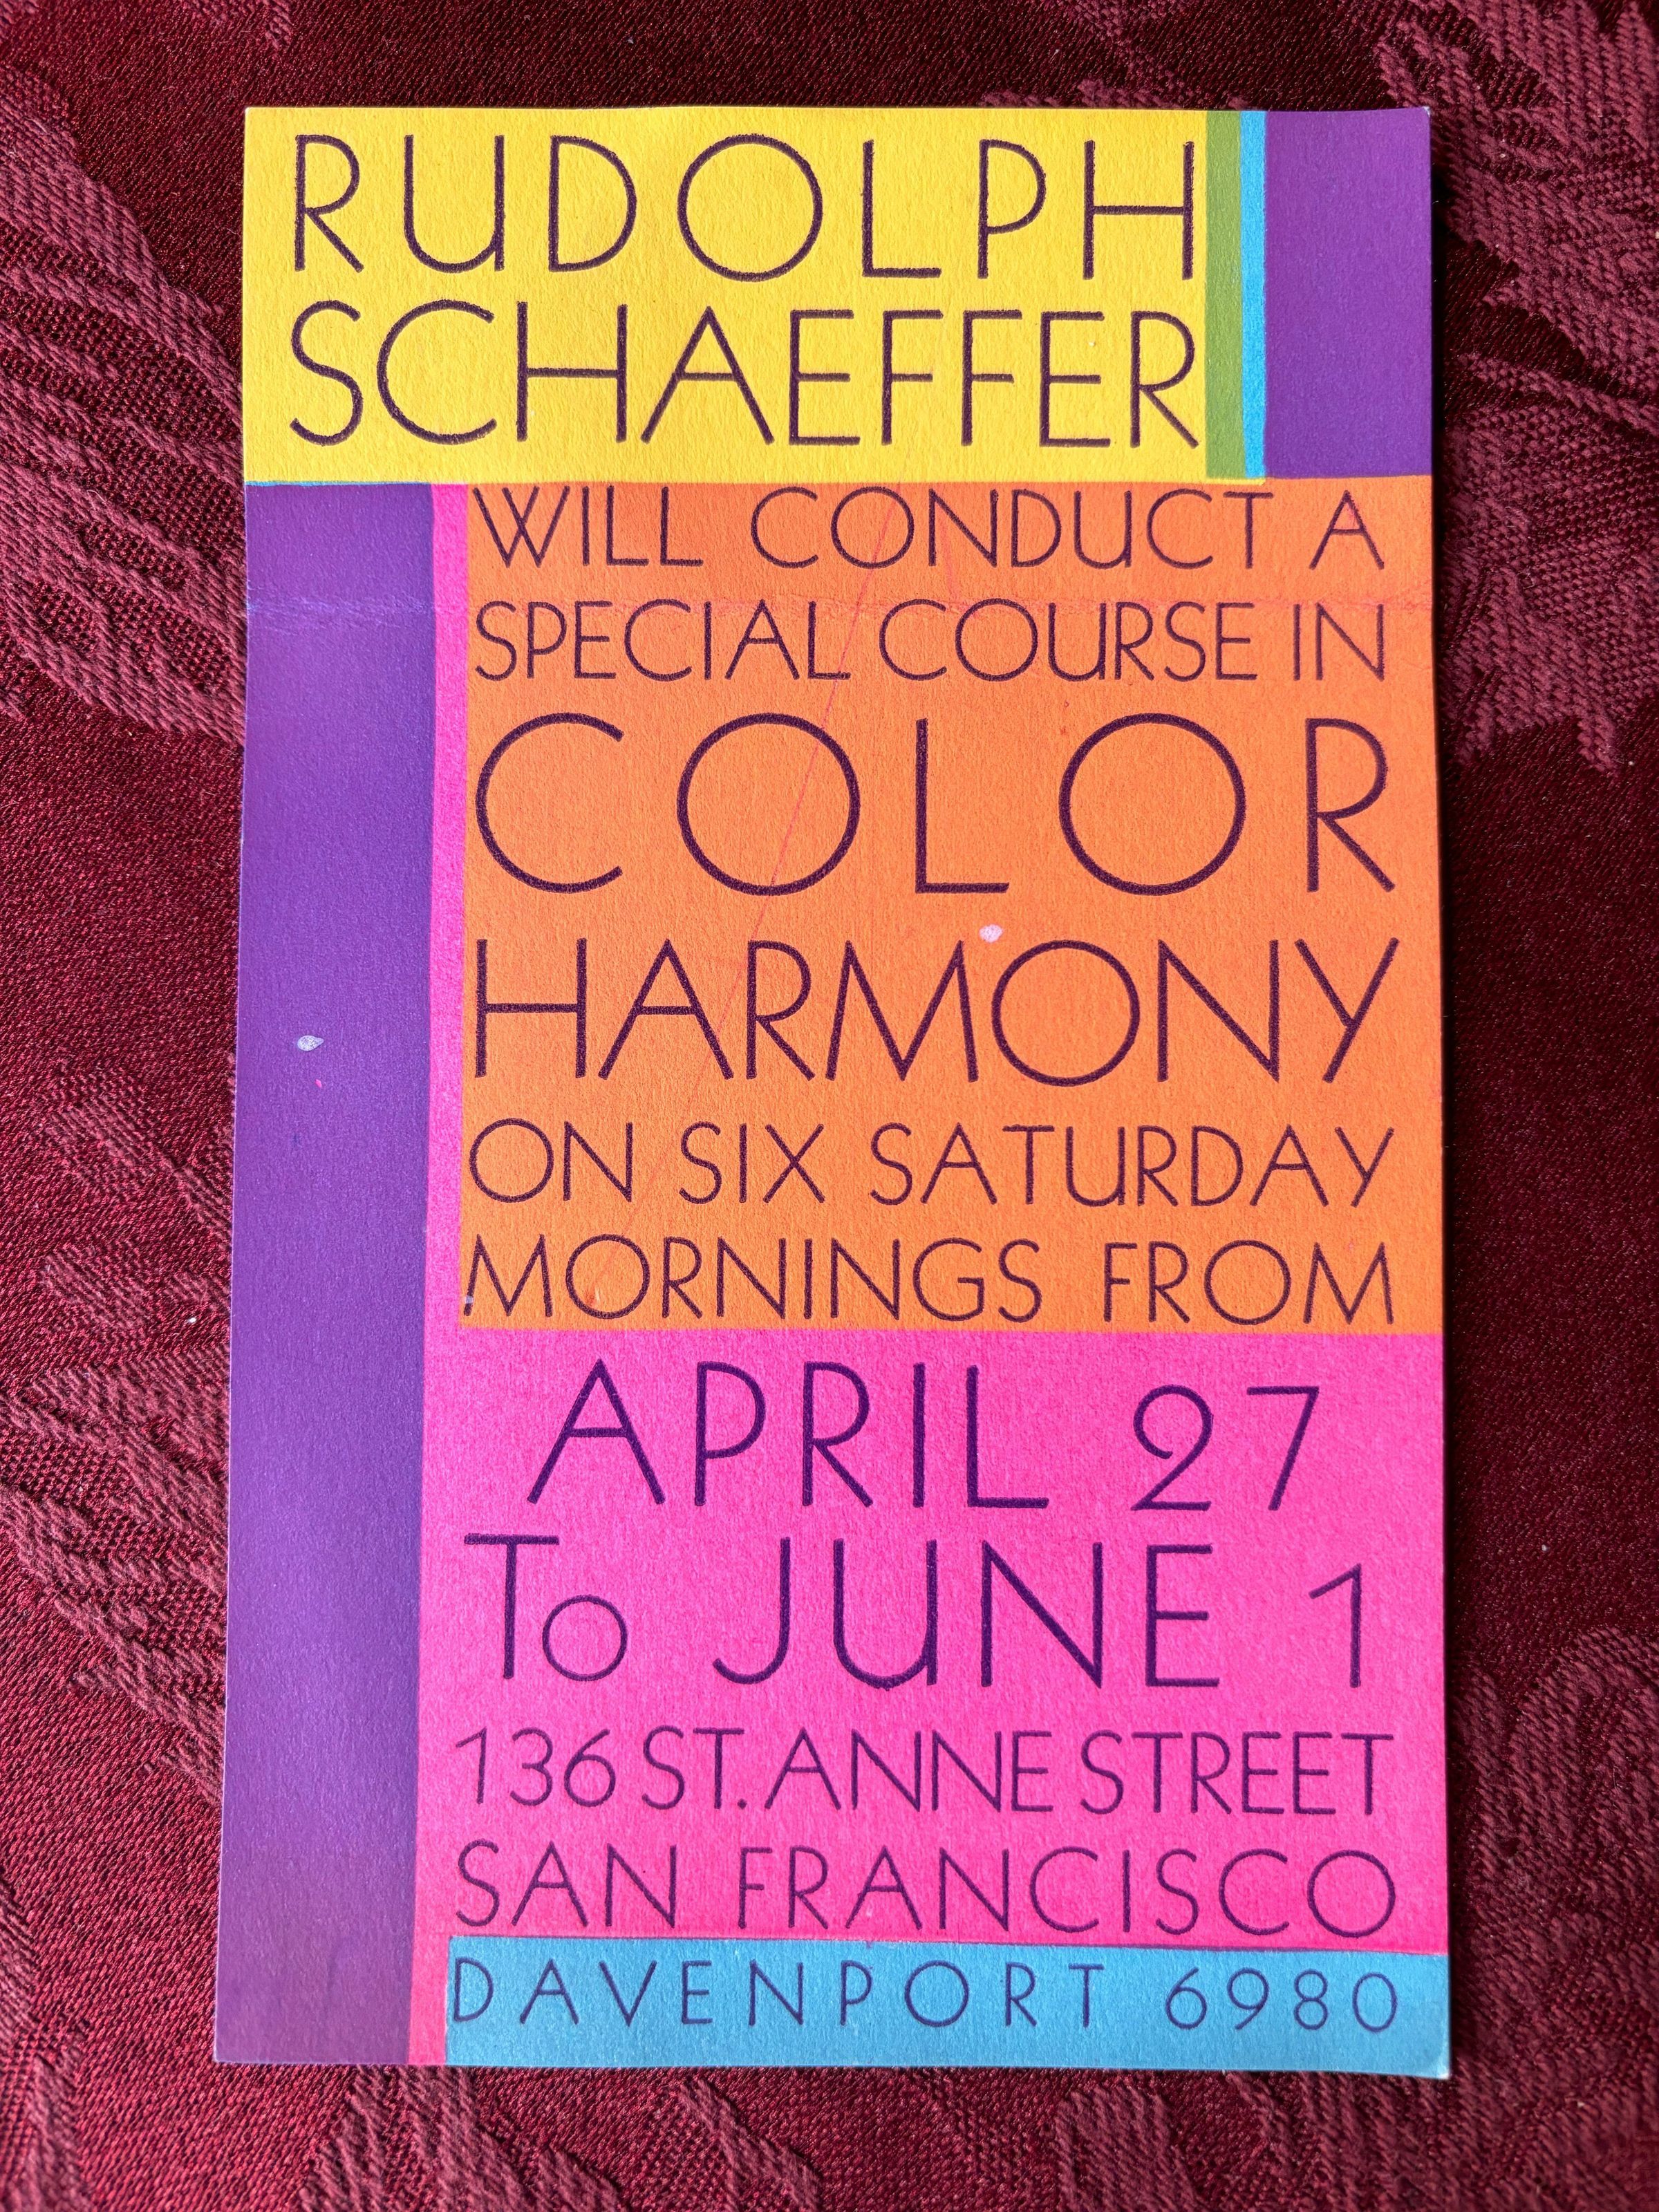 RUDOLPH
SCHAEFFER
WILL CONDUCT A
SPECIAL COURSE IN
COLOR
HARMONY
ON SIX SATURDAY
MORNINGS FROM
APRIL 27
To JUNE 1
136 ST. ANNE STREET
SAN FRANCISCO
DAVENPORT 6980